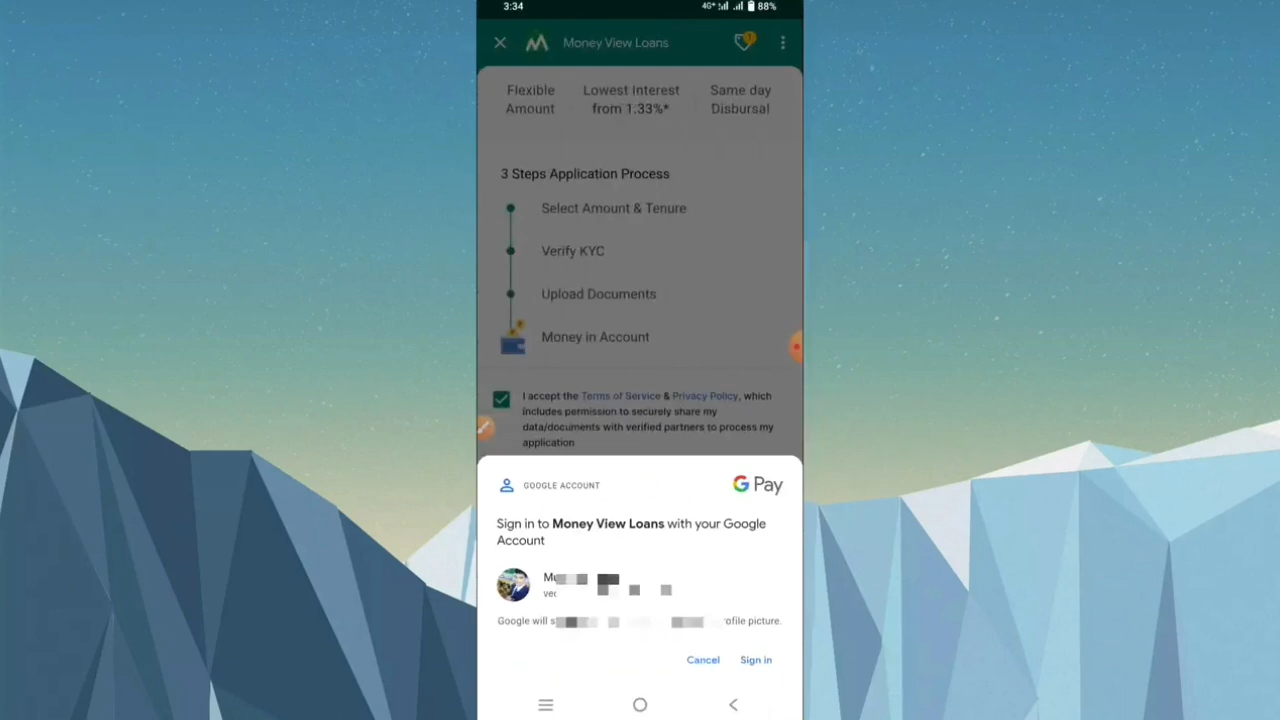 3:34
4G+ 88%
Money View Loans
Flexible Amount
Lowest Interest from 1.33%*
Same day Disbursal
3 Steps Application Process
Select Amount & Tenure
Verify KYC
Upload Documents
Money in Account
I accept the Terms of Service & Privacy Policy, which
includes permission to securely share my
data/documents with verified partners to process my
application
GOOGLE ACCOUNT
G Pay
Sign in to Money View Loans with your Google
Account
Google will
ofile picture.
Cancel
Sign in